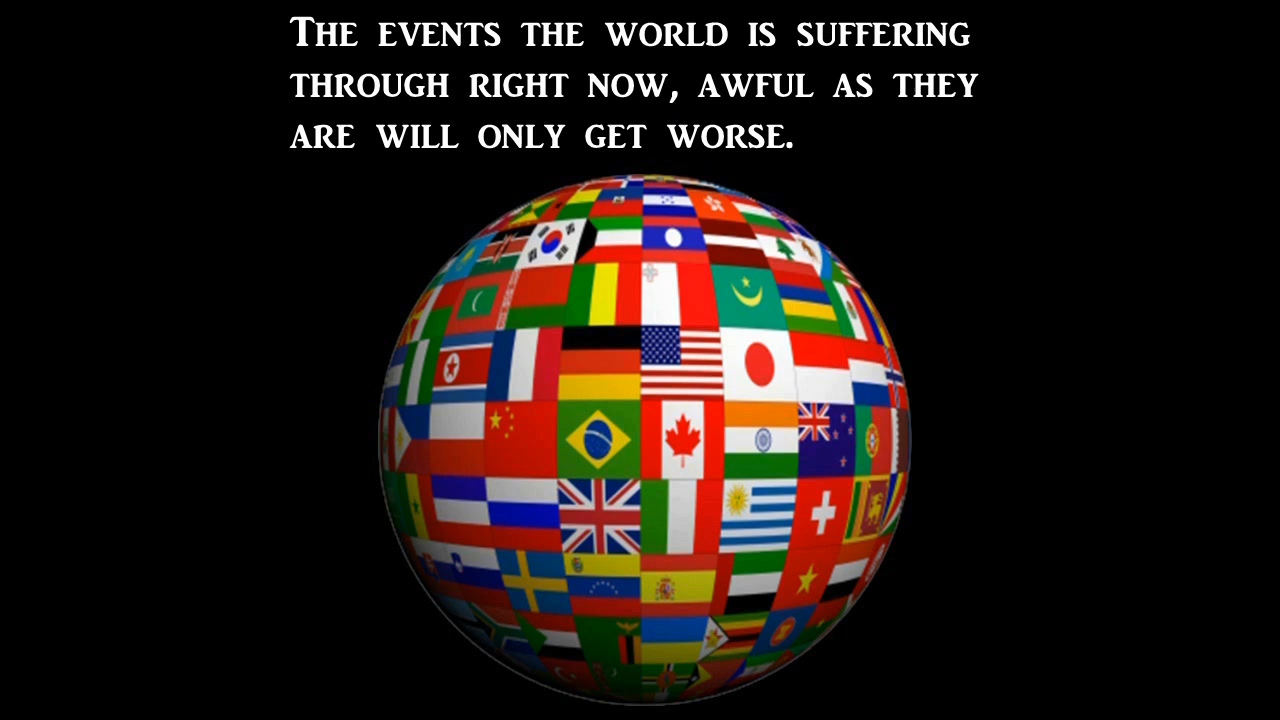 The events the world is suffering
through right now, awful as they
are will only get worse.